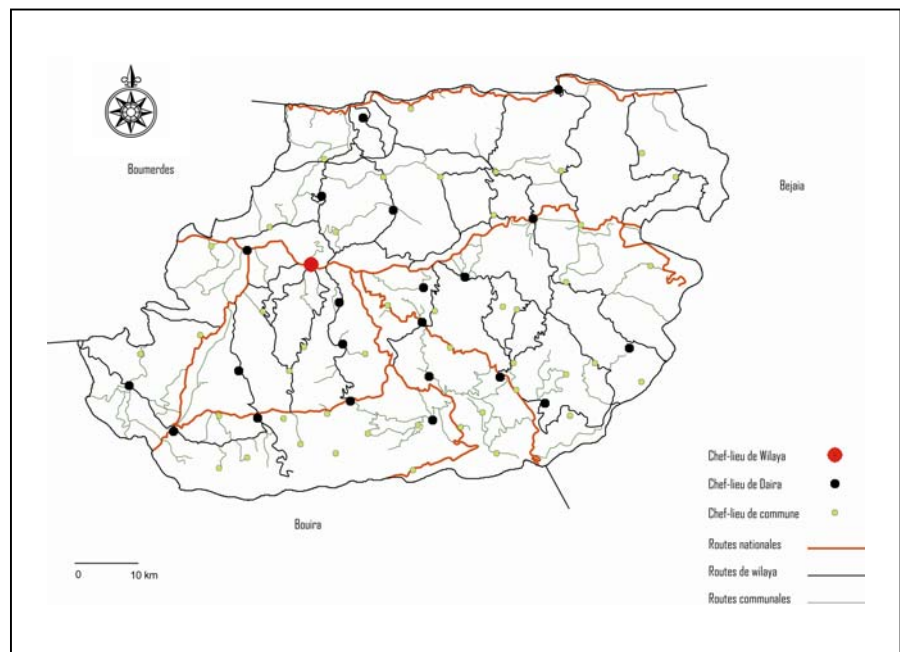 Boumerdes
Bejaia
Bouira
Chef-lieu de Wilaya
Chef-lieu de Daira
Chef-lieu de commune
Routes nationales
Routes de wilaya
Routes communales
0 10 km